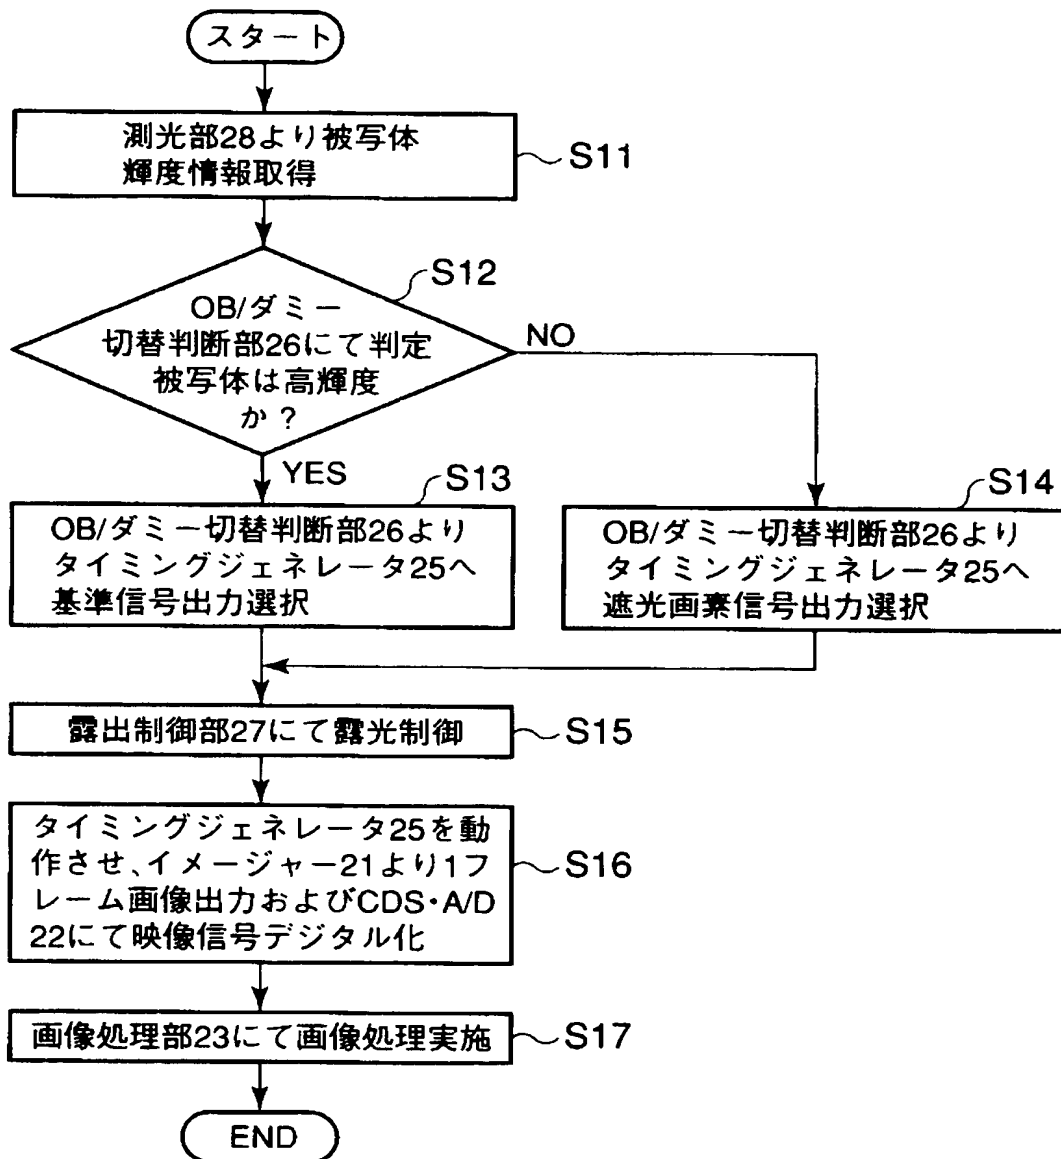 スタート
測光部28より被写体
輝度情報取得
S11
S12
OB/ダミー
切替判断部26にて判定
被写体は高輝度
か？
NO
YES
S13
OB/ダミー切替判断部26より
タイミングジェネレータ25へ
基準信号出力選択
S14
OB/ダミー切替判断部26より
タイミングジェネレータ25へ
遮光画素信号出力選択
露出制御部27にて露光制御
S15
タイミングジェネレータ25を動
作させ、イメージャー21より1フ
レーム画像出力およびCDS・A/D
22にて映像信号デジタル化
S16
画像処理部23にて画像処理実施
S17
END